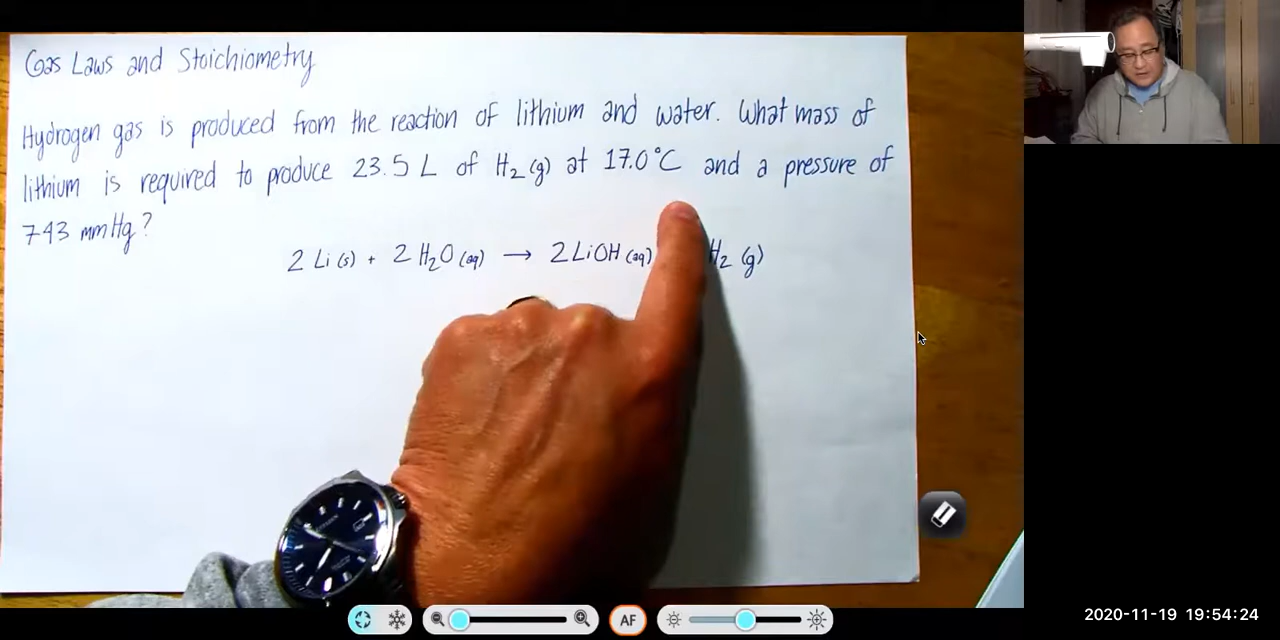 Gas Laws and Stoichiometry
Hydrogen gas is produced from the reaction of lithium and water. What mass of
lithium is required to produce 23.5 L of H₂ (g) at 17.0°C and a pressure of
743 mmHg?
2 Li (s) + 2 H₂O (aq) → 2 LiOH (aq) H₂ (g)
AF
2020-11-19 19:54:24